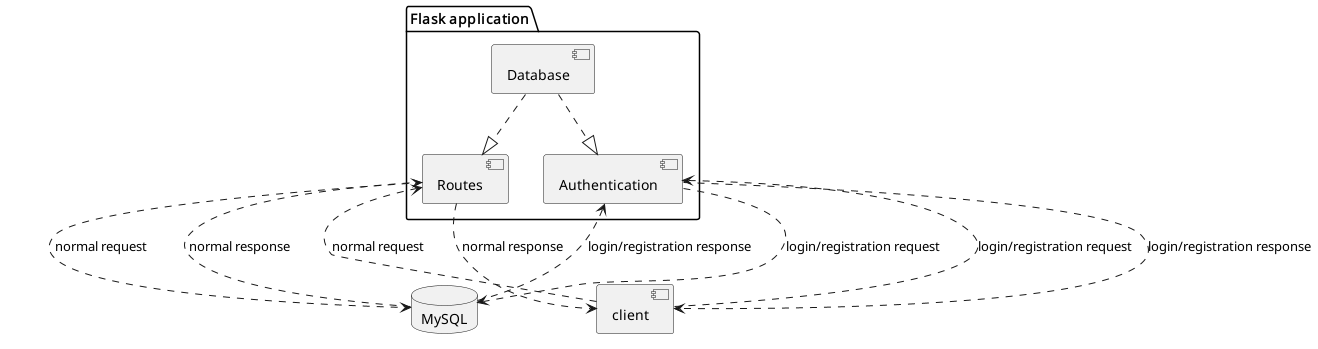 Flask application
Database
Routes
Authentication
normal request
normal response
normal request
normal response
login/registration response
login/registration request
login/registration request
login/registration response
MySQL
client